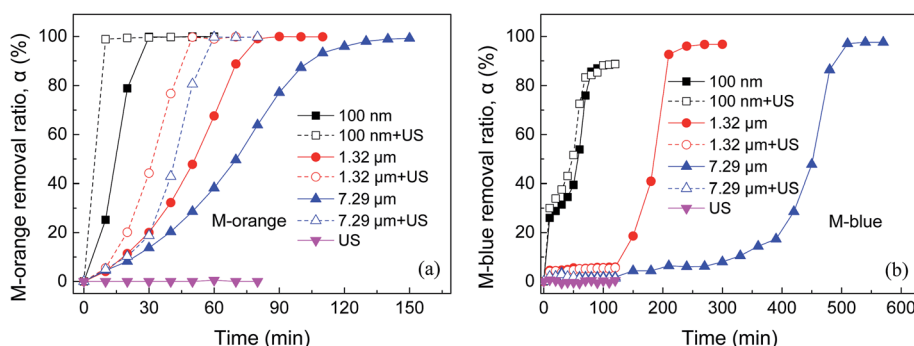 M-orange removal ratio, α (%)
100
80
60
40
20
0
100 nm
100 nm+US
1.32 μm
1.32 μm+US
7.29 μm
7.29 μm+US
US
M-orange
(a)
0 30 60 90 120 150
Time (min)
M-blue removal ratio, α (%)
100
80
60
40
20
0
100 nm
100 nm+US
1.32 μm
1.32 μm+US
7.29 μm
7.29 μm+US
US
M-blue
(b)
0 100 200 300 400 500 600
Time (min)